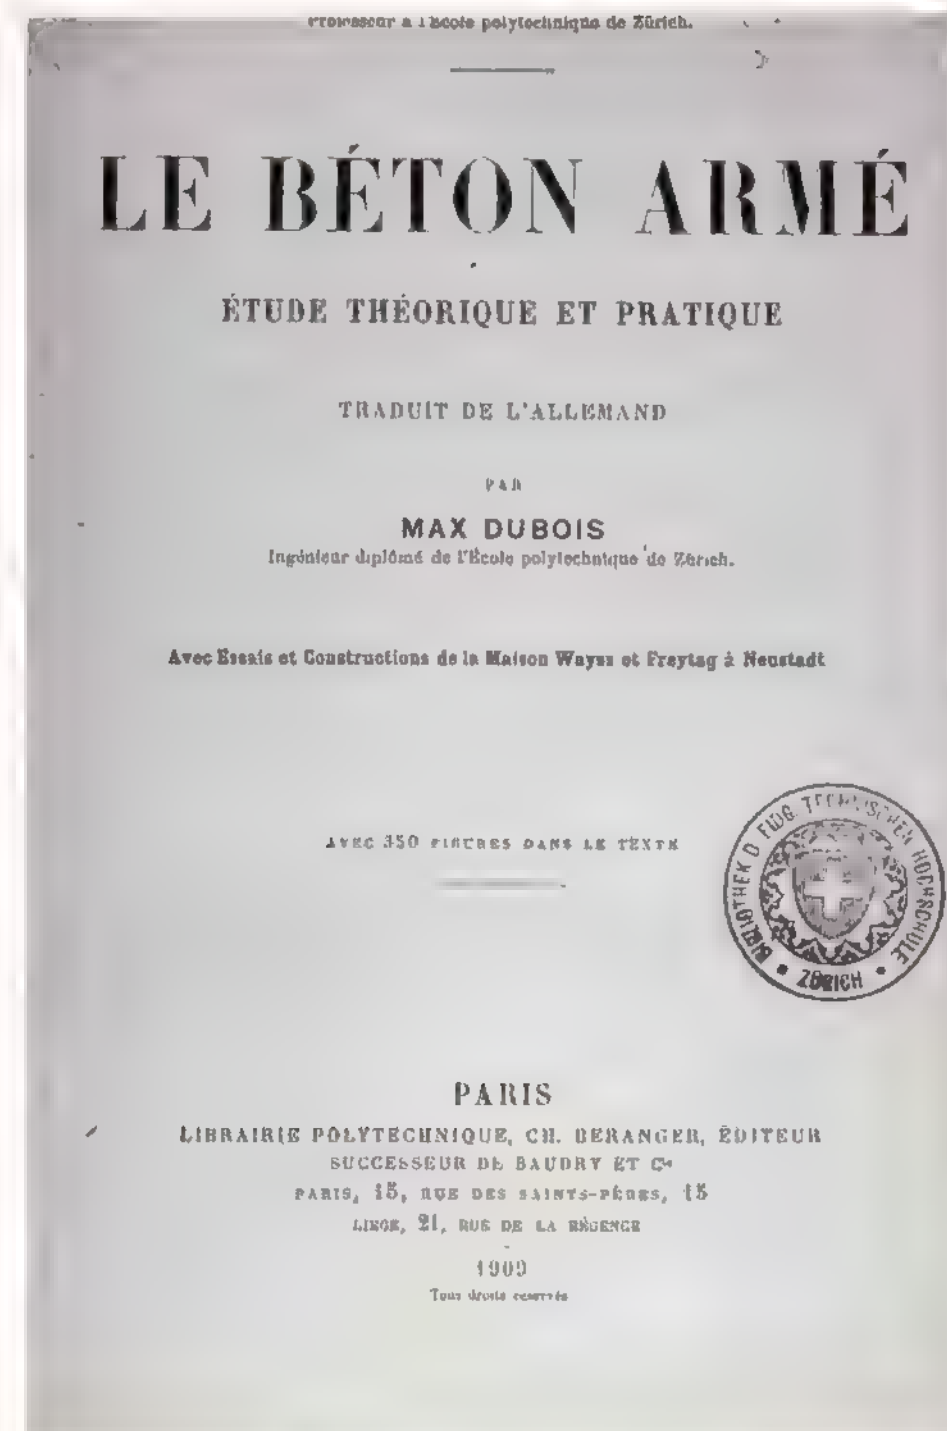 Professeur à l'École polytechnique de Zürich.
LE BÉTON ARMÉ
ÉTUDE THÉORIQUE ET PRATIQUE
TRADUIT DE L'ALLEMAND
PAR
MAX DUBOIS
Ingénieur diplômé de l'École polytechnique de Zürich.
Avec Essais et Constructions de la Maison Wayss et Freytag à Neustadt
AVEC 350 FIGURES DANS LE TEXTE
BIBLIOTHEK D. EIDG. TECHNISCHEN HOCHSCHULE
ZÜRICH
PARIS
LIBRAIRIE POLYTECHNIQUE, CH. BERANGER, ÉDITEUR
SUCCESSEUR DE BAUDRY ET Cie
PARIS, 15, RUE DES SAINTS-PÈRES, 15
LIEGE, 21, RUE DE LA RÉGENCE
1909
Tous droits reservés